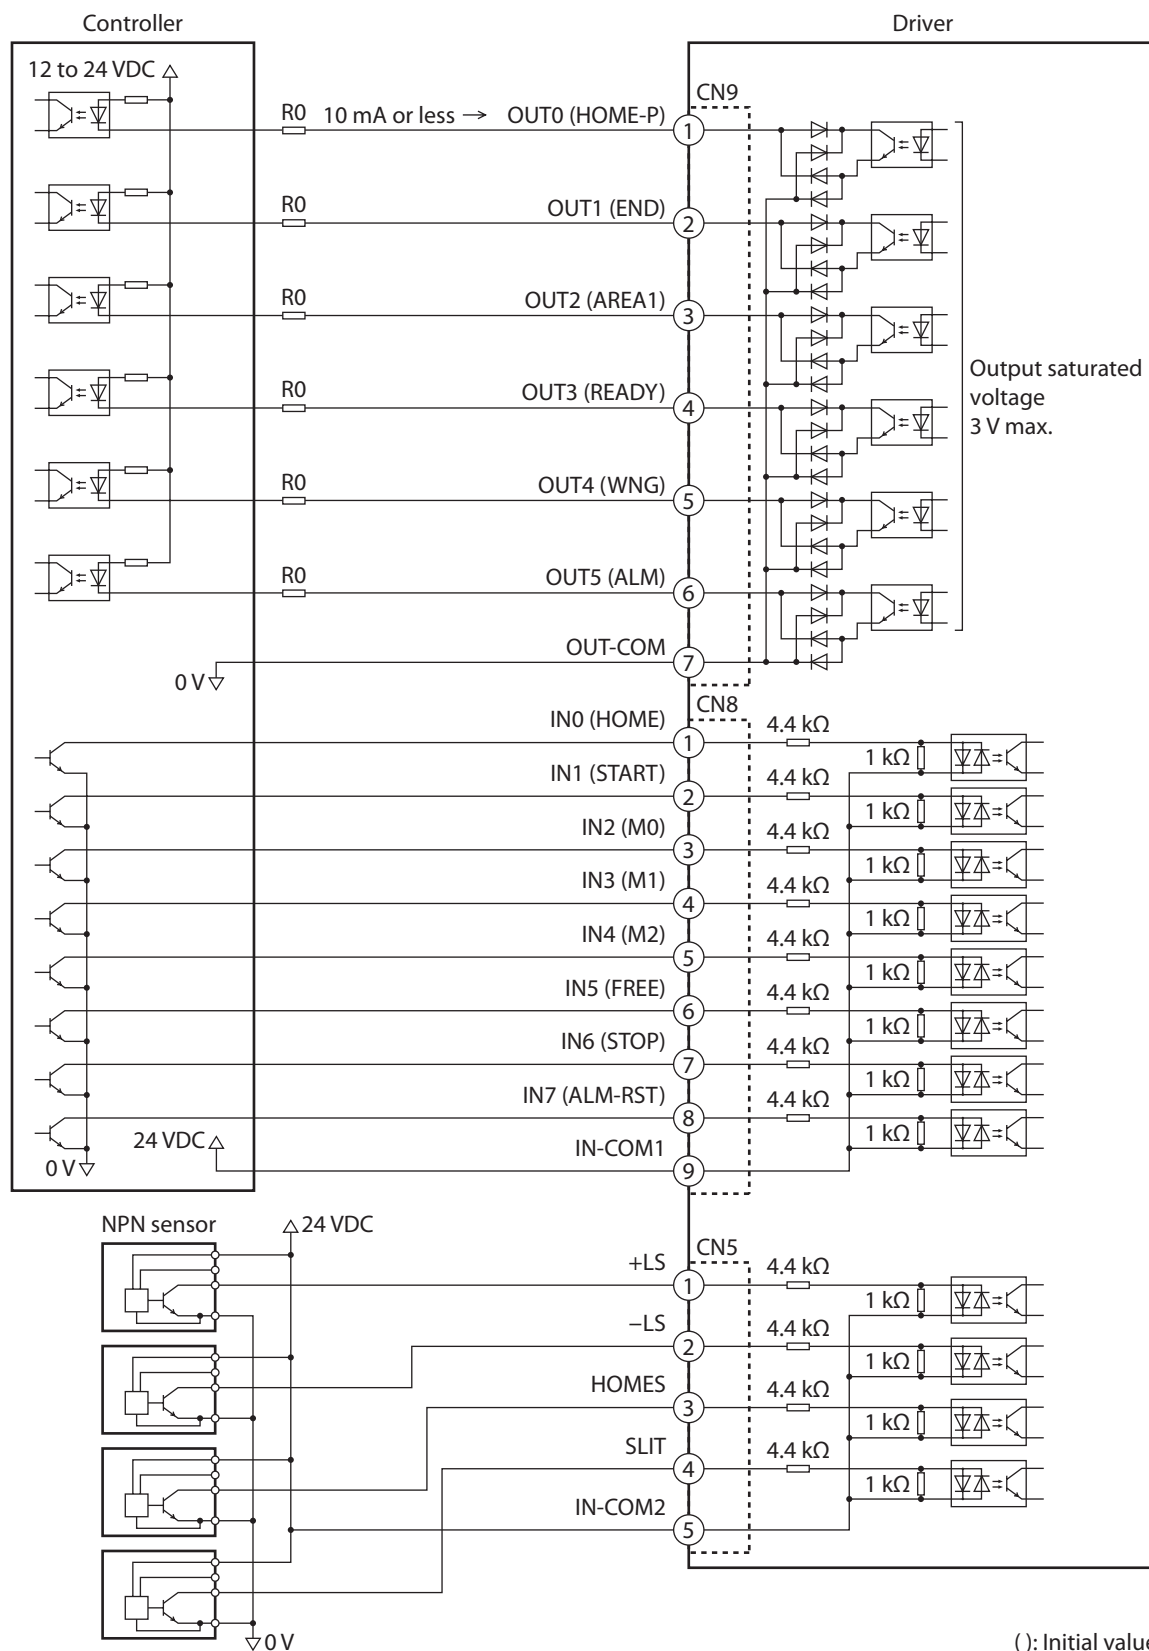 Controller
Driver
12 to 24 VDC
CN9
R0 10 mA or less → OUT0 (HOME-P)
1
R0
OUT1 (END)
2
R0
OUT2 (AREA1)
3
R0
OUT3 (READY)
4
Output saturated
voltage
3 V max.
R0
OUT4 (WNG)
5
R0
OUT5 (ALM)
6
OUT-COM
7
0 V
CN8
IN0 (HOME)
1
4.4 kΩ
1 kΩ
IN1 (START)
2
4.4 kΩ
1 kΩ
IN2 (M0)
3
4.4 kΩ
1 kΩ
IN3 (M1)
4
4.4 kΩ
1 kΩ
IN4 (M2)
5
4.4 kΩ
1 kΩ
IN5 (FREE)
6
4.4 kΩ
1 kΩ
IN6 (STOP)
7
4.4 kΩ
1 kΩ
IN7 (ALM-RST)
8
4.4 kΩ
1 kΩ
24 VDC
IN-COM1
9
0 V
NPN sensor
24 VDC
CN5
+LS
1
4.4 kΩ
1 kΩ
−LS
2
4.4 kΩ
1 kΩ
HOMES
3
4.4 kΩ
1 kΩ
SLIT
4
4.4 kΩ
1 kΩ
IN-COM2
5
0 V
( ): Initial value